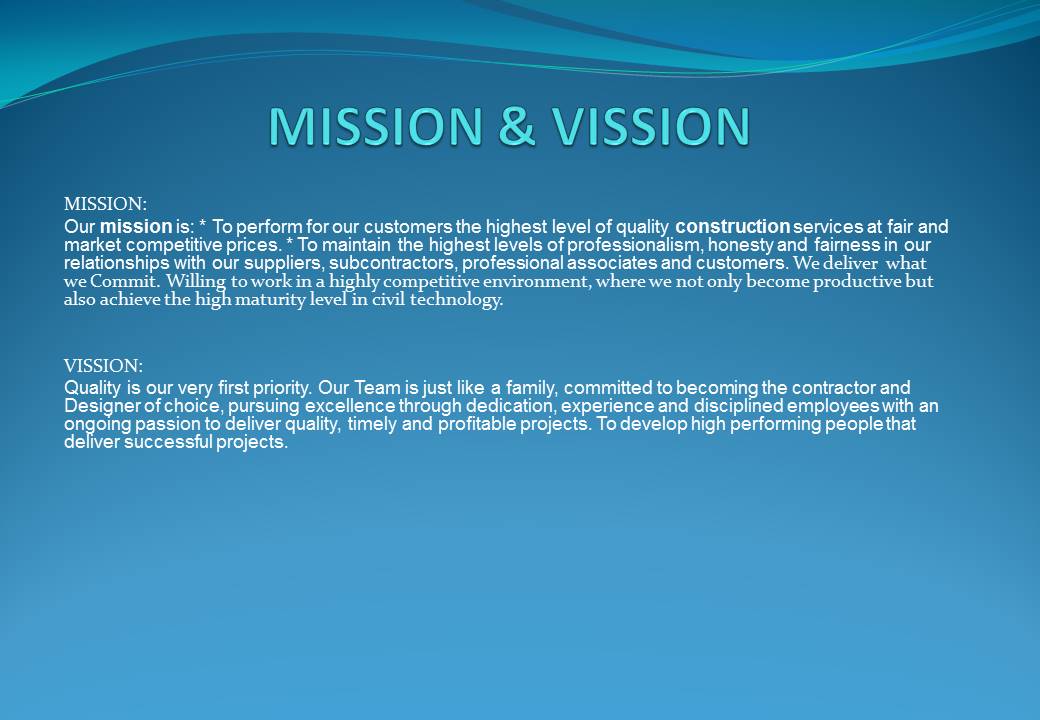 MISSION & VISSION
MISSION:
Our mission is: * To perform for our customers the highest level of quality construction services at fair and
market competitive prices. * To maintain the highest levels of professionalism, honesty and fairness in our
relationships with our suppliers, subcontractors, professional associates and customers. We deliver what
we Commit. Willing to work in a highly competitive environment, where we not only become productive but
also achieve the high maturity level in civil technology.
VISSION:
Quality is our very first priority. Our Team is just like a family, committed to becoming the contractor and
Designer of choice, pursuing excellence through dedication, experience and disciplined employees with an
ongoing passion to deliver quality, timely and profitable projects. To develop high performing people that
deliver successful projects.